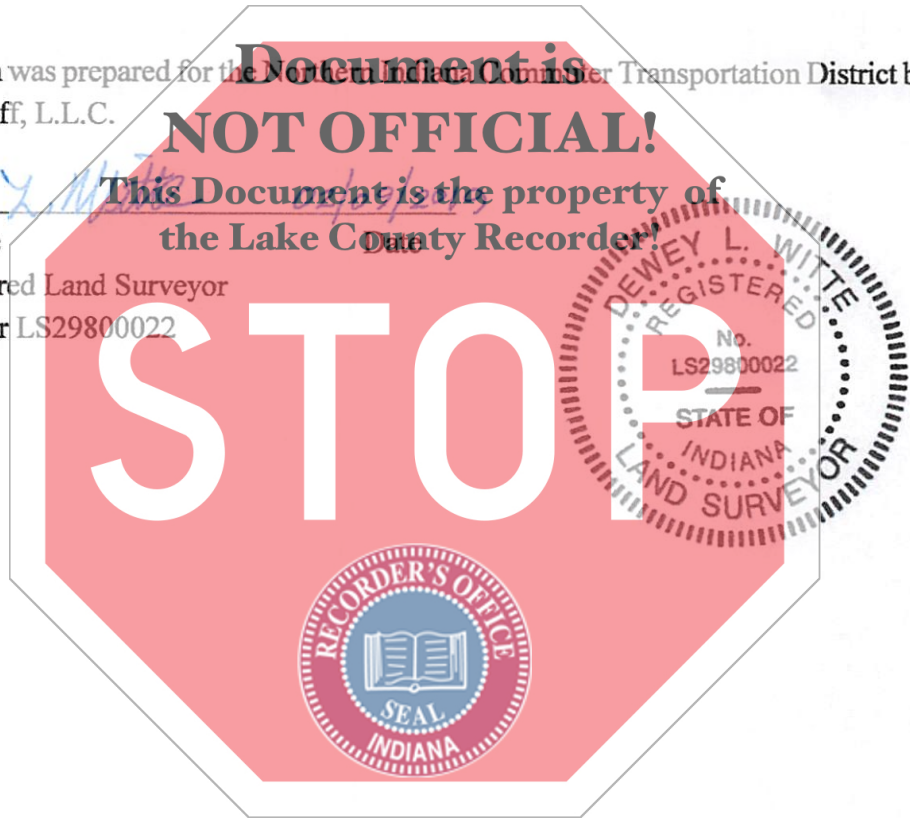 was prepared for the Northern Indiana Commuter Transportation District b
ff, L.L.C.
Document is
NOT OFFICIAL!
This Document is the property of
the Lake County Recorder!
Date
red Land Surveyor
r LS29800022
STOP
DEWEY L. WITTE
REGISTERED
No.
LS29800022
STATE OF
INDIANA
LAND SURVEYOR
RECORDER'S OFFICE
SEAL
INDIANA